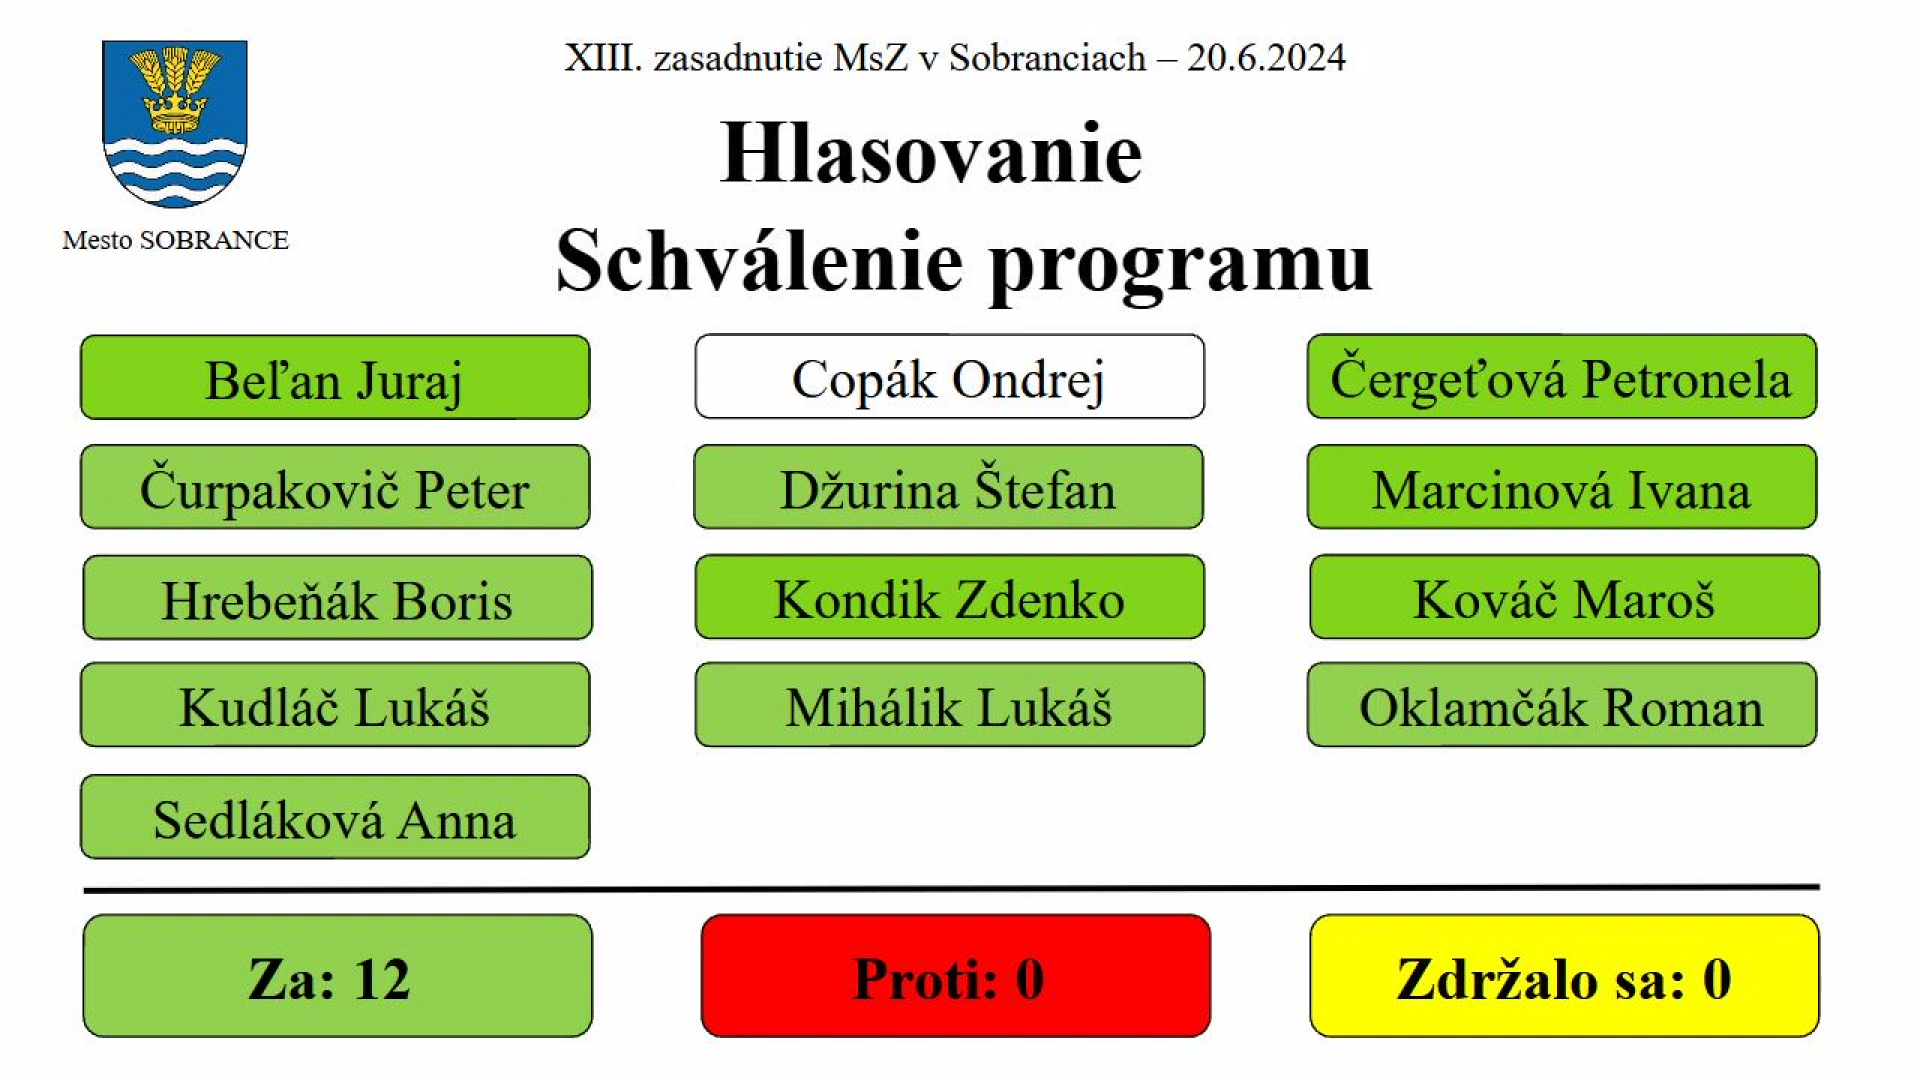 XIII. zasadnutie MsZ v Sobranciach – 20.6.2024
Hlasovanie
Schválenie programu
Mesto SOBRANCE
Beľan Juraj
Copák Ondrej
Čergeťová Petronela
Čurpakovič Peter
Džurina Štefan
Marcinová Ivana
Hrebeňák Boris
Kondik Zdenko
Kováč Maroš
Kudláč Lukáš
Mihálik Lukáš
Oklamčák Roman
Sedláková Anna
Za: 12
Proti: 0
Zdržalo sa: 0